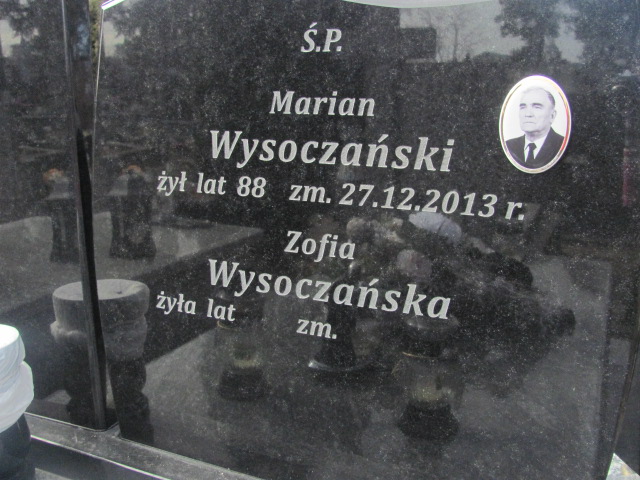 Ś.P.
Marian
Wysoczański
żył lat 88 zm. 27.12.2013 r.
Zofia
Wysoczańska
żyła lat zm.